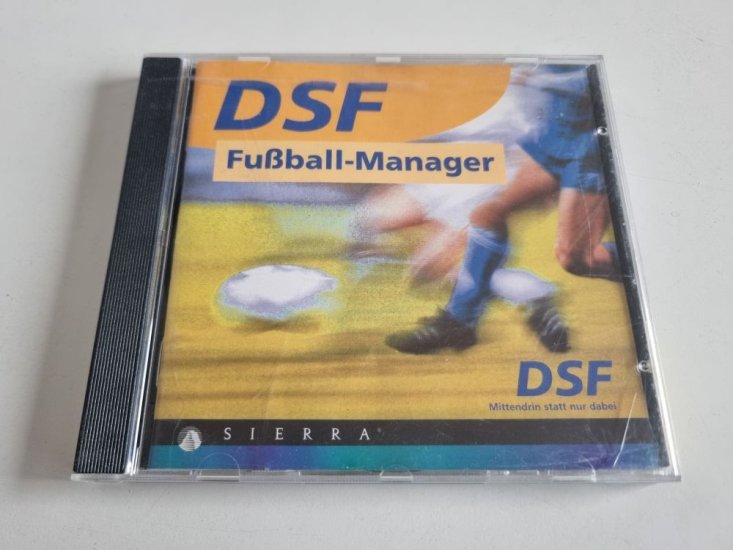 DSF
Fußball-Manager
DSF
Mittendrin statt nur dabei
SIERRA